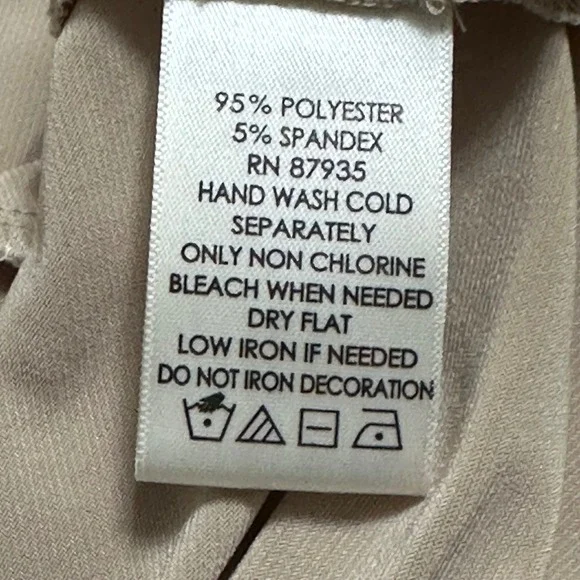 95% POLYESTER
5% SPANDEX
RN 87935
HAND WASH COLD
SEPARATELY
ONLY NON CHLORINE
BLEACH WHEN NEEDED
DRY FLAT
LOW IRON IF NEEDED
DO NOT IRON DECORATION